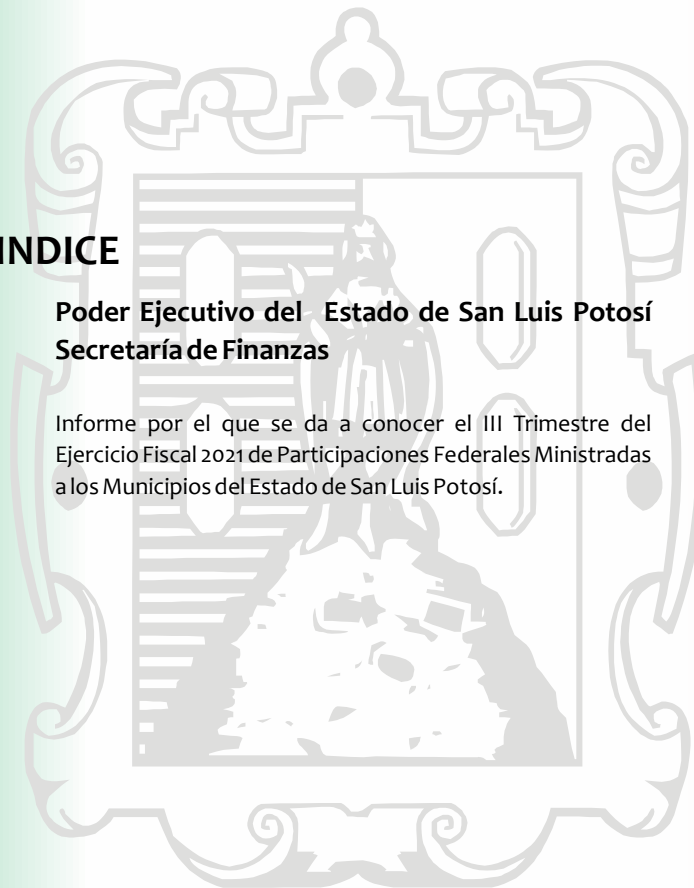 INDICE
Poder Ejecutivo del Estado de San Luis Potosí
Secretaría de Finanzas
Informe por el que se da a conocer el III Trimestre del
Ejercicio Fiscal 2021 de Participaciones Federales Ministradas
a los Municipios del Estado de San Luis Potosí.